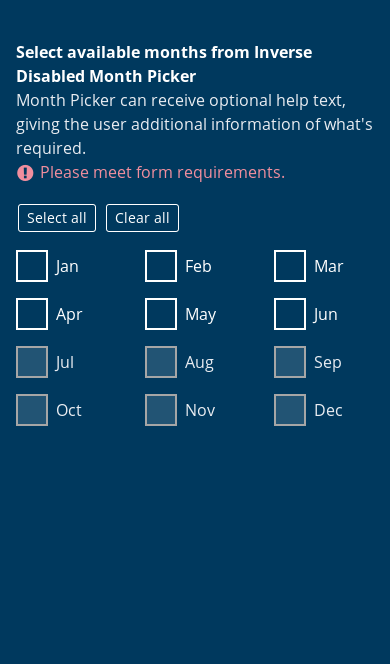 Select available months from Inverse
Disabled Month Picker
Month Picker can receive optional help text,
giving the user additional information of what's
required.
Please meet form requirements.
Select all Clear all
Jan Feb Mar
Apr May Jun
Jul Aug Sep
Oct Nov Dec